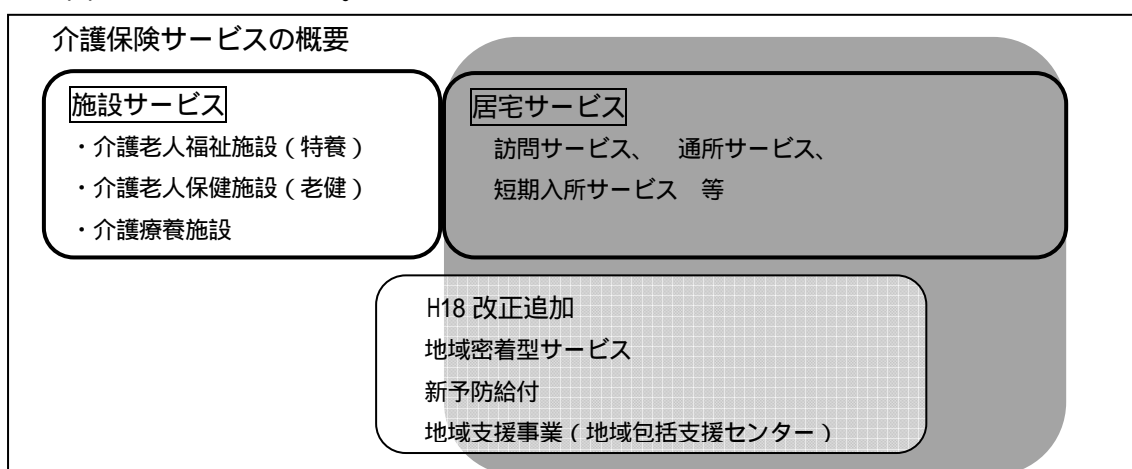 介護保険サービスの概要
施設サービス
・介護老人福祉施設（特養）
・介護老人保健施設（老健）
・介護療養施設
居宅サービス
訪問サービス、　通所サービス、
短期入所サービス　等
H18 改正追加
地域密着型サービス
新予防給付
地域支援事業（地域包括支援センター）